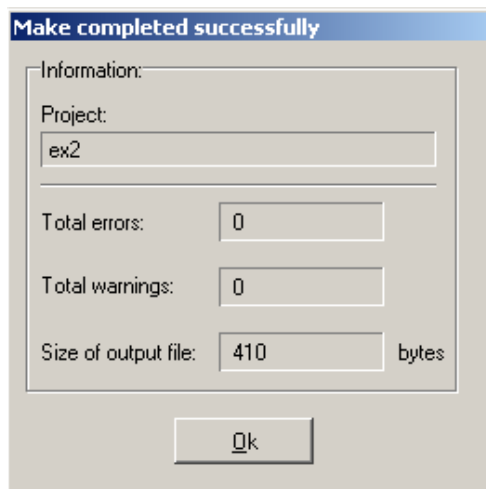 Make completed successfully
Information:
Project:
ex2
Total errors: 0
Total warnings: 0
Size of output file: 410 bytes
Ok